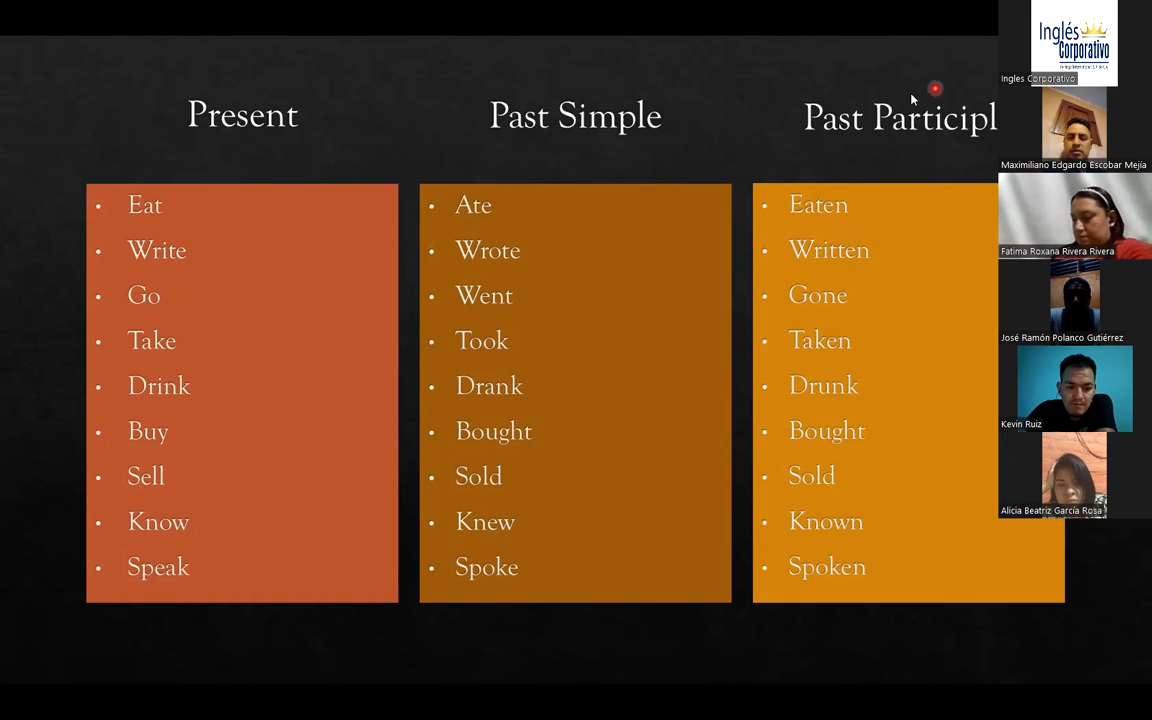 Present
Eat
Write
Go
Take
Drink
Buy
Sell
Know
Speak
Past Simple
Ate
Wrote
Went
Took
Drank
Bought
Sold
Knew
Spoke
Past Participl
Eaten
Written
Gone
Taken
Drunk
Bought
Sold
Known
Spoken
Inglés
Corporativo
Ingles Corporativo
Maximiliano Edgardo Escobar Mejía
Fatima Roxana Rivera Rivera
José Ramón Polanco Gutiérrez
Kevin Ruiz
Alicia Beatriz García Rosa